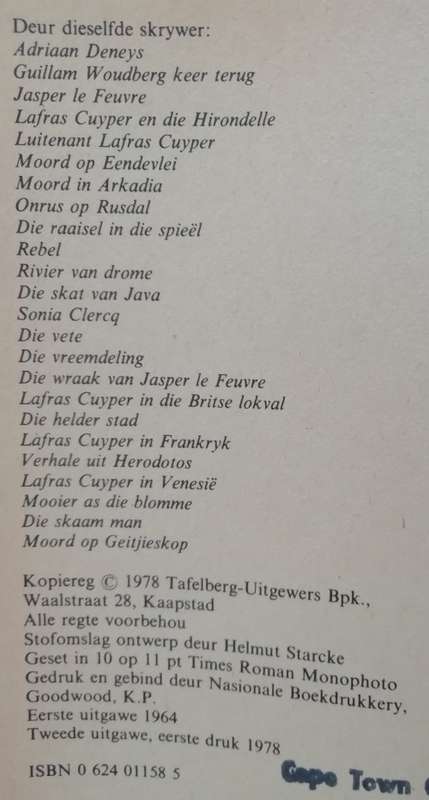 Deur dieselfde skrywer:
Adriaan Deneys
Guillam Woudberg keer terug
Jasper le Feuvre
Lafras Cuyper en die Hirondelle
Luitenant Lafras Cuyper
Moord op Eendevlei
Moord in Arkadia
Onrus op Rusdal
Die raaisel in die spieël
Rebel
Rivier van drome
Die skat van Java
Sonia Clercq
Die vete
Die vreemdeling
Die wraak van Jasper le Feuvre
Lafras Cuyper in die Britse lokval
Die helder stad
Lafras Cuyper in Frankryk
Verhale uit Herodotos
Lafras Cuyper in Venesië
Mooier as die blomme
Die skaam man
Moord op Geitjieskop
Kopiereg © 1978 Tafelberg-Uitgewers Bpk.,
Waalstraat 28, Kaapstad
Alle regte voorbehou
Stofomslag ontwerp deur Helmut Starcke
Geset in 10 op 11 pt Times Roman Monophoto
Gedruk en gebind deur Nasionale Boekdrukkery,
Goodwood, K.P.
Eerste uitgawe 1964
Tweede uitgawe, eerste druk 1978
ISBN 0 624 01158 5
Cape Town